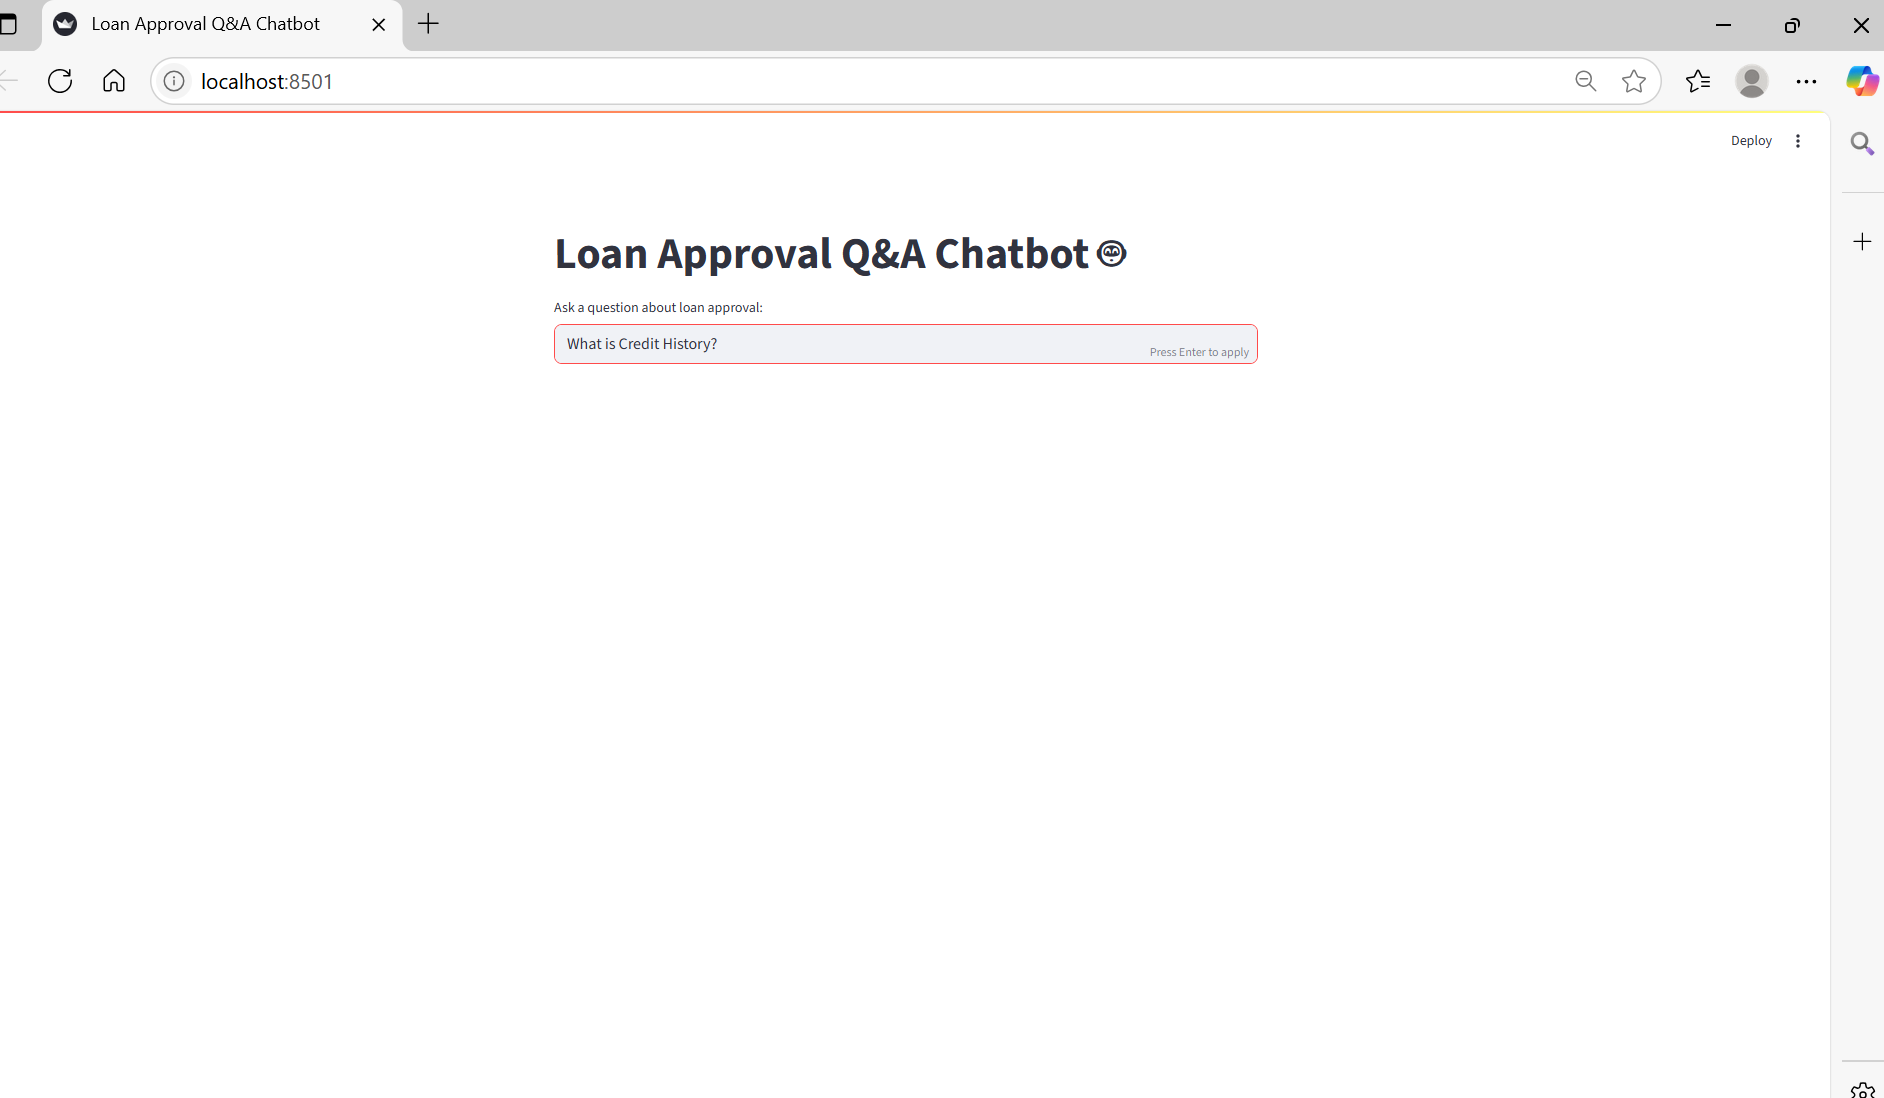 Loan Approval Q&A Chatbot
localhost:8501
Deploy
Loan Approval Q&A Chatbot
Ask a question about loan approval:
What is Credit History?
Press Enter to apply